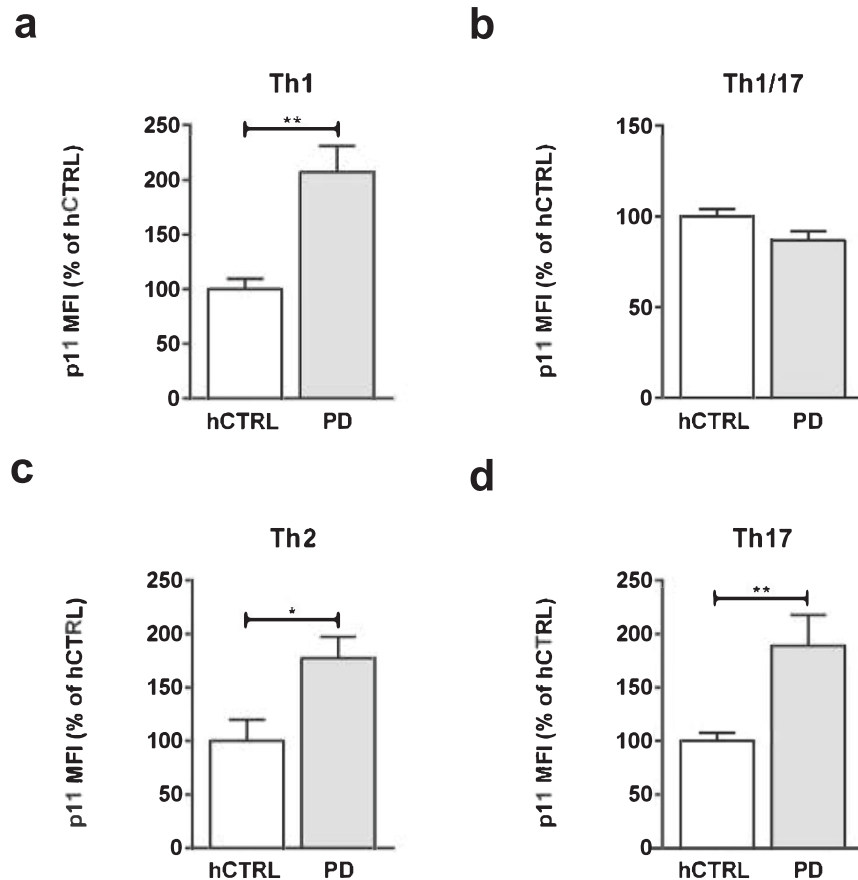 a
Th1
p11 MFI (% of hCTRL)
250
200
150
100
50
0
**
hCTRL PD
b
Th1/17
p11 MFI (% of hCTRL)
150
100
50
0
hCTRL PD
c
Th2
p11 MFI (% of hCTRL)
250
200
150
100
50
0
*
hCTRL PD
d
Th17
p11 MFI (% of hCTRL)
250
200
150
100
50
0
**
hCTRL PD